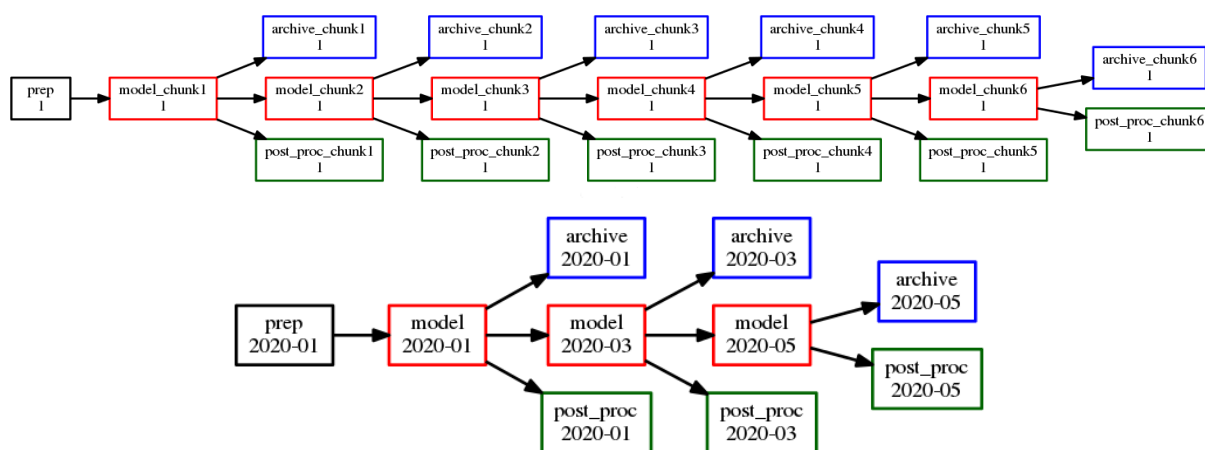 archive_chunk1
1
archive_chunk2
1
archive_chunk3
1
archive_chunk4
1
archive_chunk5
1
archive_chunk6
1
prep
1
model_chunk1
1
model_chunk2
1
model_chunk3
1
model_chunk4
1
model_chunk5
1
model_chunk6
1
post_proc_chunk1
1
post_proc_chunk2
1
post_proc_chunk3
1
post_proc_chunk4
1
post_proc_chunk5
1
post_proc_chunk6
1
archive
2020-01
archive
2020-03
archive
2020-05
prep
2020-01
model
2020-01
model
2020-03
model
2020-05
post_proc
2020-05
post_proc
2020-01
post_proc
2020-03